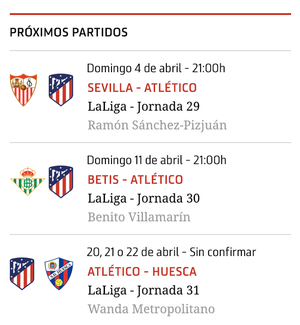 PRÓXIMOS PARTIDOS
Domingo 4 de abril - 21:00h
SEVILLA - ATLÉTICO
LaLiga - Jornada 29
Ramón Sánchez-Pizjuán
Domingo 11 de abril - 21:00h
BETIS - ATLÉTICO
LaLiga - Jornada 30
Benito Villamarín
20, 21 o 22 de abril - Sin confirmar
ATLÉTICO - HUESCA
LaLiga - Jornada 31
Wanda Metropolitano